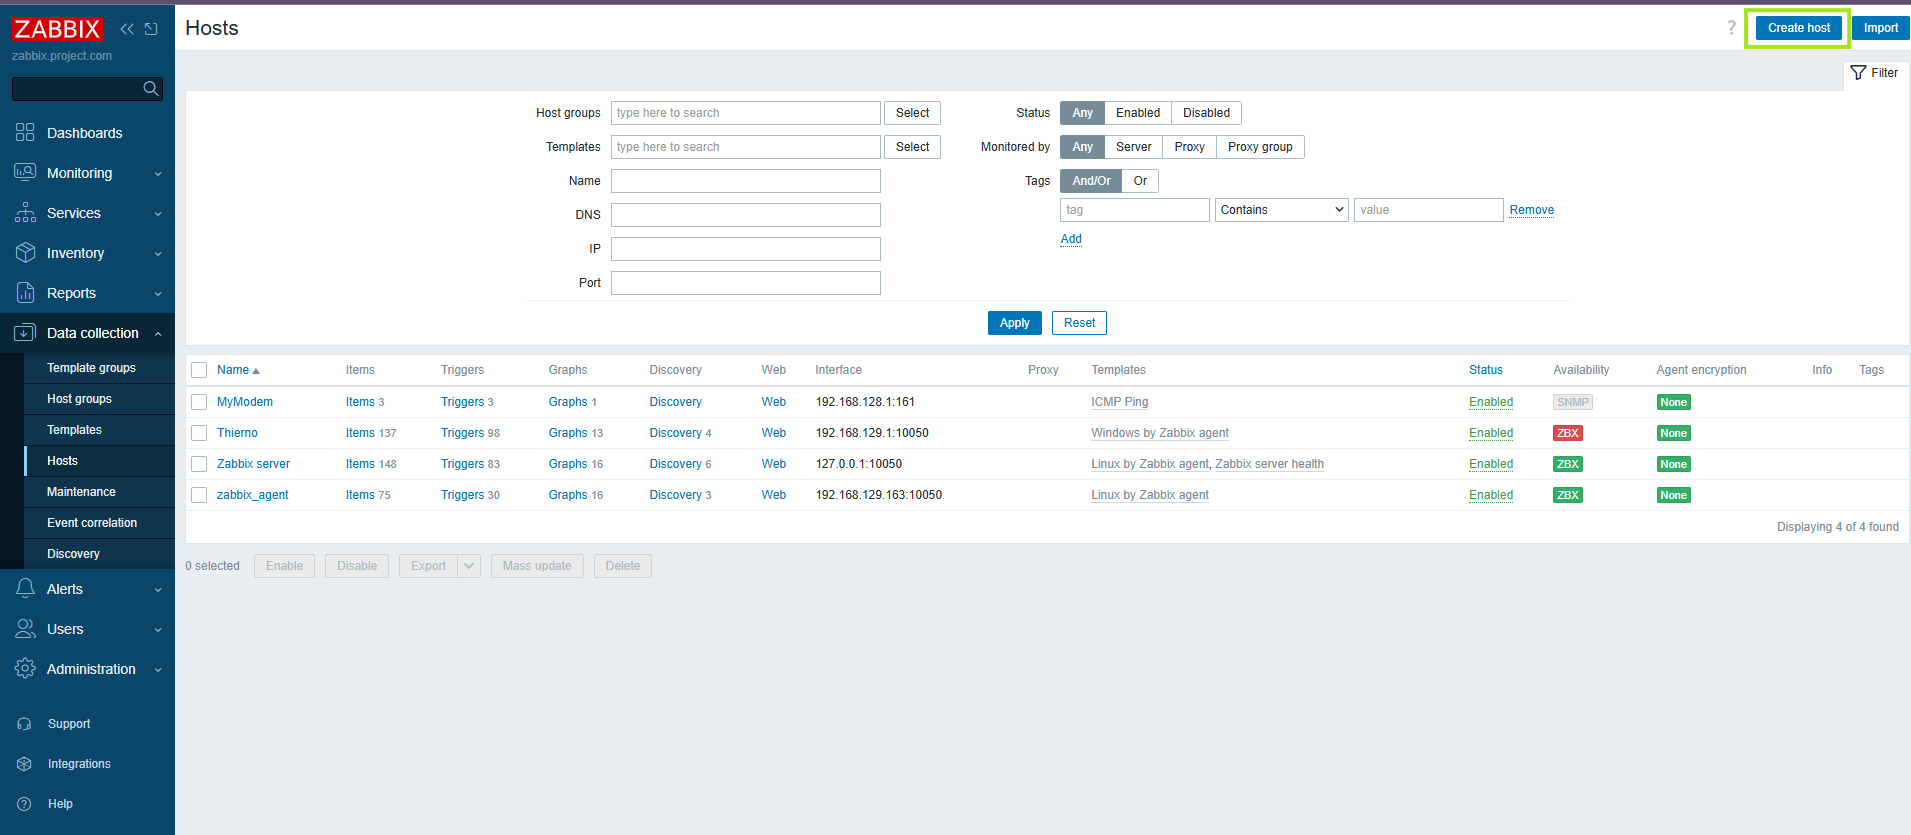 ZABBIX
zabbix.project.com
Dashboards
Monitoring
Services
Inventory
Reports
Data collection
Template groups
Host groups
Templates
Hosts
Maintenance
Event correlation
Discovery
Alerts
Users
Administration
Support
Integrations
Help
Hosts
? Create host Import
Filter
Host groups type here to search Select
Templates type here to search Select
Name
DNS
IP
Port
Status Any Enabled Disabled
Monitored by Any Server Proxy Proxy group
Tags And/Or Or
tag Contains value Remove
Add
Apply Reset
Name Items Triggers Graphs Discovery Web Interface Proxy Templates Status Availability Agent encryption Info Tags
MyModem Items 3 Triggers 3 Graphs 1 Discovery Web 192.168.128.1:161 ICMP Ping Enabled SNMP None
Thierno Items 137 Triggers 98 Graphs 13 Discovery 4 Web 192.168.129.1:10050 Windows by Zabbix agent Enabled ZBX None
Zabbix server Items 148 Triggers 83 Graphs 16 Discovery 6 Web 127.0.0.1:10050 Linux by Zabbix agent, Zabbix server health Enabled ZBX None
zabbix_agent Items 75 Triggers 30 Graphs 16 Discovery 3 Web 192.168.129.163:10050 Linux by Zabbix agent Enabled ZBX None
Displaying 4 of 4 found
0 selected Enable Disable Export Mass update Delete